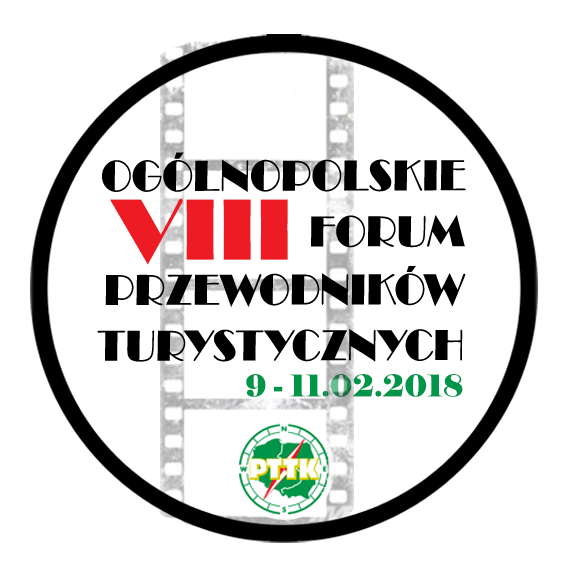 OGÓLNOPOLSKIE
VIII FORUM
PRZEWODNIKÓW
TURYSTYCZNYCH
9 - 11.02.2018
N
W PTTK E
S